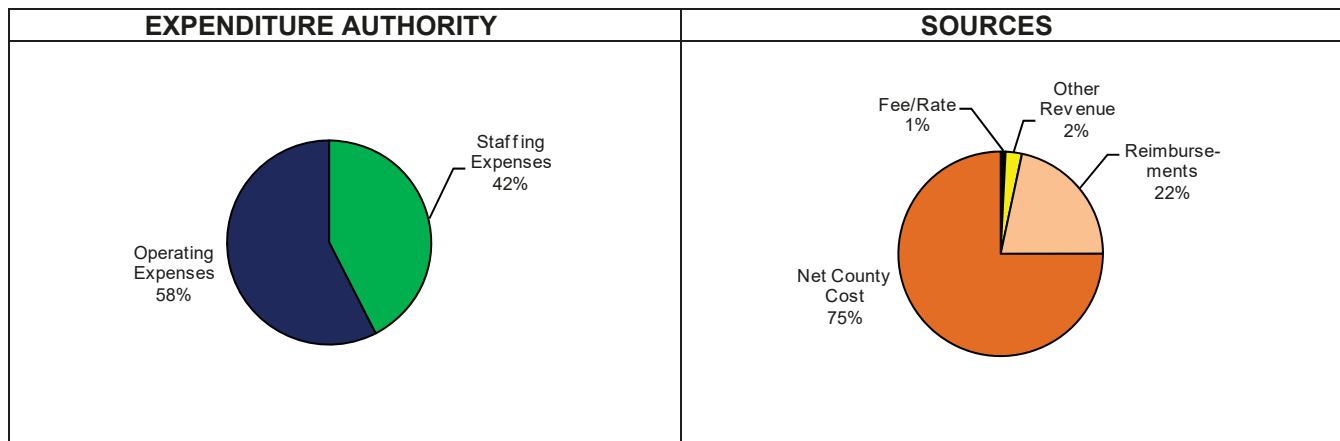 EXPENDITURE AUTHORITY
Staffing
Expenses
42%
Operating
Expenses
58%
SOURCES
Fee/Rate
1%
Other
Revenue
2%
Reimburse-
ments
22%
Net County
Cost
75%